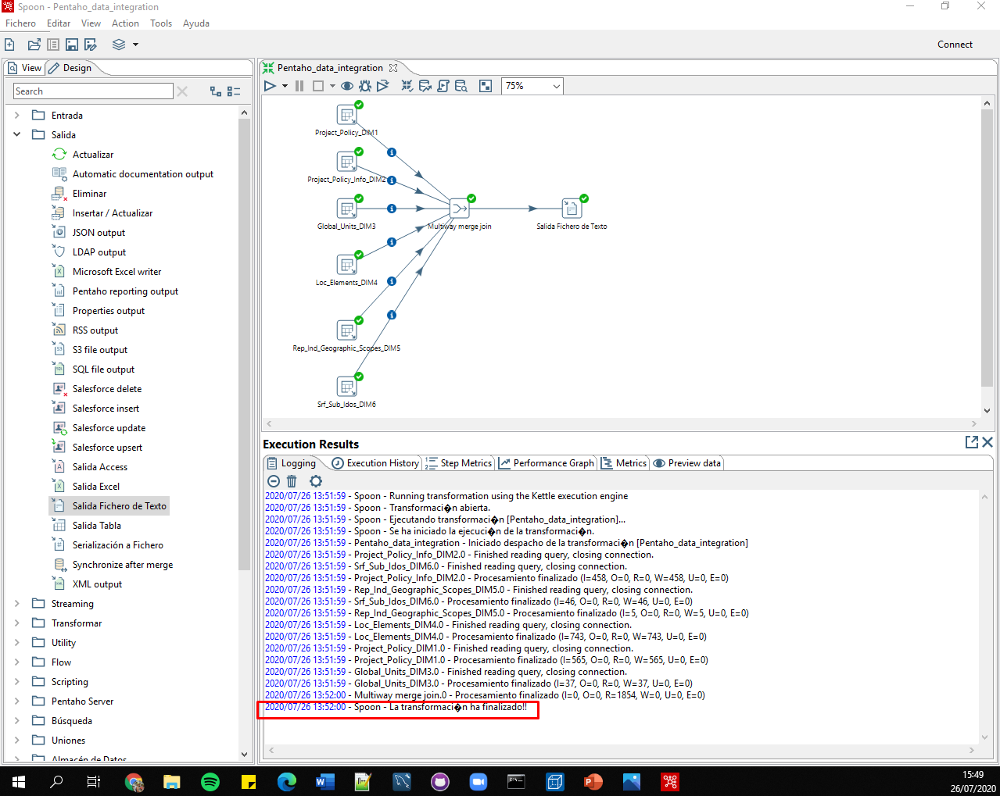 Spoon - Pentaho_data_integration
Fichero Editar View Action Tools Ayuda
Connect
View Design
Search
Entrada
Salida
Actualizar
Automatic documentation output
Eliminar
Insertar / Actualizar
JSON output
LDAP output
Microsoft Excel writer
Pentaho reporting output
Properties output
RSS output
S3 file output
SQL file output
Salesforce delete
Salesforce insert
Salesforce update
Salesforce upsert
Salida Access
Salida Excel
Salida Fichero de Texto
Salida Tabla
Serialización a Fichero
Synchronize after merge
XML output
Streaming
Transformar
Utility
Flow
Scripting
Pentaho Server
Búsqueda
Uniones
Almacén de Datos
Pentaho_data_integration
75%
Project_Policy_DIM1
Project_Policy_Info_DIM2
Global_Units_DIM3
Multiway merge join
Salida Fichero de Texto
Loc_Elements_DIM4
Rep_Ind_Geographic_Scopes_DIM5
Srf_Sub_Idos_DIM6
Execution Results
Logging Execution History Step Metrics Performance Graph Metrics Preview data
2020/07/26 13:51:59 - Spoon - Running transformation using the Kettle execution engine
2020/07/26 13:51:59 - Spoon - Transformaci�n abierta.
2020/07/26 13:51:59 - Spoon - Ejecutando transformaci�n [Pentaho_data_integration]...
2020/07/26 13:51:59 - Spoon - Se ha iniciado la ejecuci�n de la transformaci�n.
2020/07/26 13:51:59 - Pentaho_data_integration - Iniciado despacho de la transformaci�n [Pentaho_data_integration]
2020/07/26 13:51:59 - Project_Policy_Info_DIM2.0 - Finished reading query, closing connection.
2020/07/26 13:51:59 - Srf_Sub_Idos_DIM6.0 - Finished reading query, closing connection.
2020/07/26 13:51:59 - Project_Policy_Info_DIM2.0 - Procesamiento finalizado (I=458, O=0, R=0, W=458, U=0, E=0)
2020/07/26 13:51:59 - Rep_Ind_Geographic_Scopes_DIM5.0 - Finished reading query, closing connection.
2020/07/26 13:51:59 - Srf_Sub_Idos_DIM6.0 - Procesamiento finalizado (I=46, O=0, R=0, W=46, U=0, E=0)
2020/07/26 13:51:59 - Rep_Ind_Geographic_Scopes_DIM5.0 - Procesamiento finalizado (I=5, O=0, R=0, W=5, U=0, E=0)
2020/07/26 13:51:59 - Loc_Elements_DIM4.0 - Finished reading query, closing connection.
2020/07/26 13:51:59 - Loc_Elements_DIM4.0 - Procesamiento finalizado (I=743, O=0, R=0, W=743, U=0, E=0)
2020/07/26 13:51:59 - Project_Policy_DIM1.0 - Finished reading query, closing connection.
2020/07/26 13:51:59 - Project_Policy_DIM1.0 - Procesamiento finalizado (I=565, O=0, R=0, W=565, U=0, E=0)
2020/07/26 13:51:59 - Global_Units_DIM3.0 - Finished reading query, closing connection.
2020/07/26 13:51:59 - Global_Units_DIM3.0 - Procesamiento finalizado (I=37, O=0, R=0, W=37, U=0, E=0)
2020/07/26 13:52:00 - Multiway merge join.0 - Procesamiento finalizado (I=0, O=0, R=1854, W=0, U=0, E=0)
2020/07/26 13:52:00 - Spoon - La transformaci�n ha finalizado!!
15:49
26/07/2020